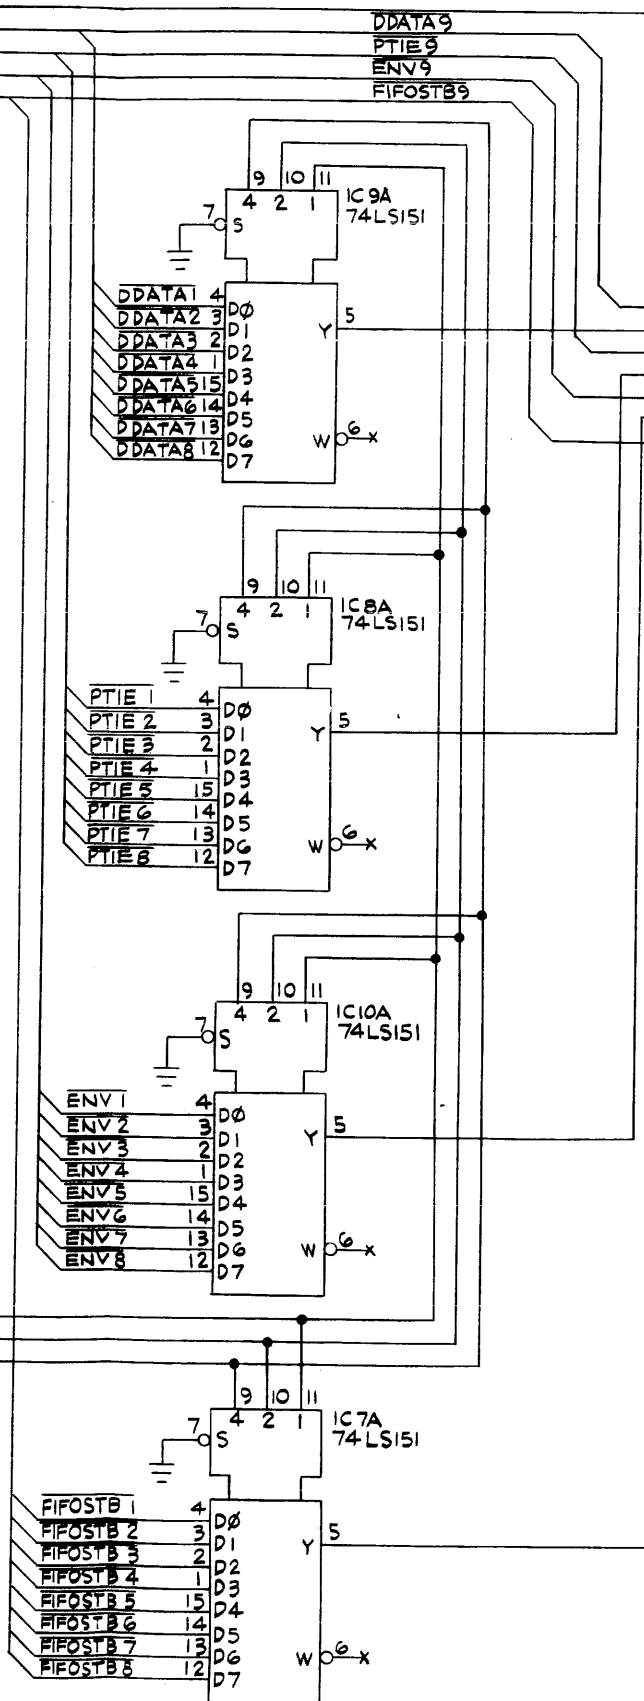 DDATA9
PTIE9
ENV9
FIFOSTB9
9 10 11 IC9A
4 2 1 74LS151
7 S
DDATA1 4 DØ 5
DDATA2 3 D1 Y
DDATA3 2 D2
DDATA4 1 D3
DDATA5 15 D4
DDATA6 14 D5
DDATA7 13 D6 W 6 x
DDATA8 12 D7
9 10 11 IC8A
4 2 1 74LS151
7 S
PTIE 1 4 DØ 5
PTIE 2 3 D1 Y
PTIE 3 2 D2
PTIE 4 1 D3
PTIE 5 15 D4
PTIE 6 14 D5
PTIE 7 13 D6 W 6 x
PTIE 8 12 D7
9 10 11 IC10A
4 2 1 74LS151
7 S
ENV 1 4 DØ 5
ENV 2 3 D1 Y
ENV 3 2 D2
ENV 4 1 D3
ENV 5 15 D4
ENV 6 14 D5
ENV 7 13 D6 W 6 x
ENV 8 12 D7
9 10 11 IC7A
4 2 1 74LS151
7 S
FIFOSTB 1 4 DØ 5
FIFOSTB 2 3 D1 Y
FIFOSTB 3 2 D2
FIFOSTB 4 1 D3
FIFOSTB 5 15 D4
FIFOSTB 6 14 D5
FIFOSTB 7 13 D6 W 6 x
FIFOSTB 8 12 D7